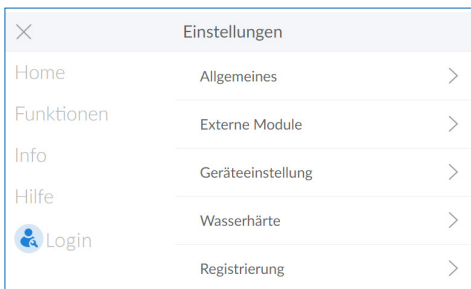 Einstellungen
Home
Funktionen
Info
Hilfe
Login
Allgemeines
Externe Module
Geräteeinstellung
Wasserhärte
Registrierung